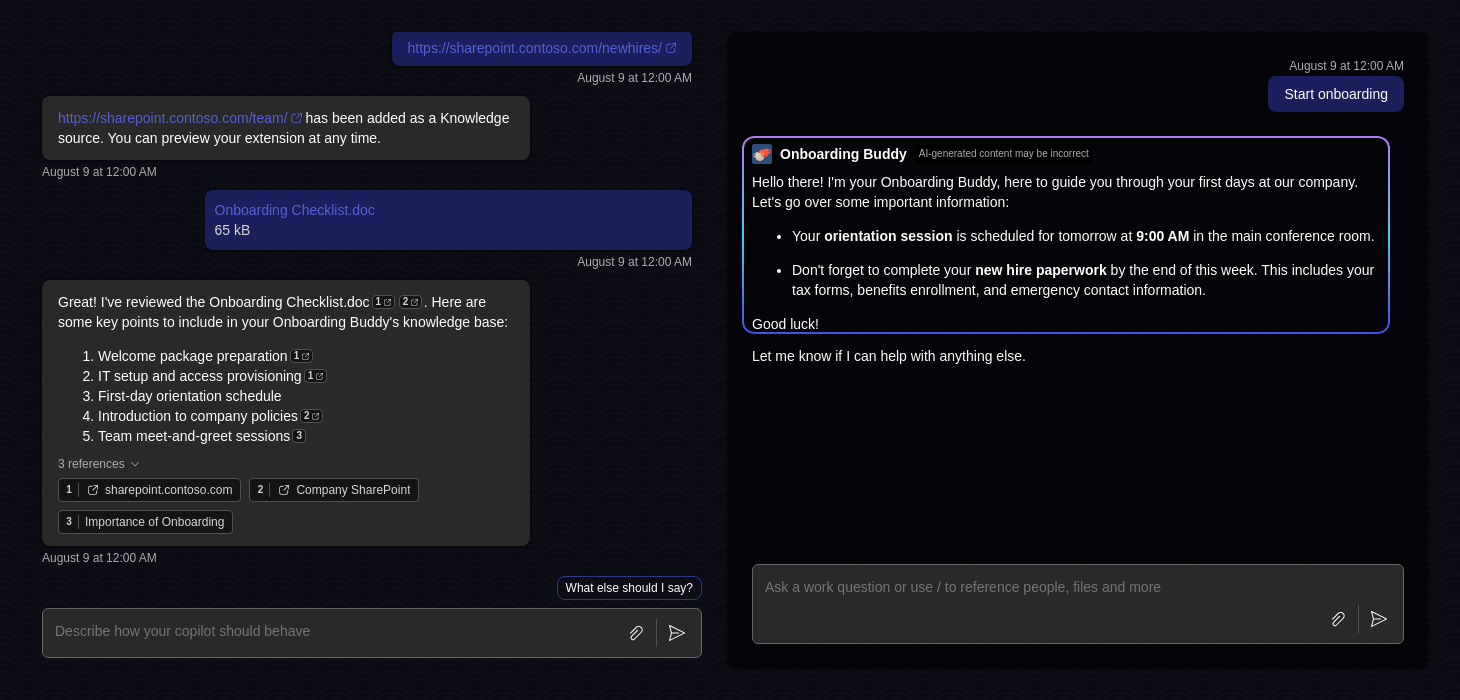 https://sharepoint.contoso.com/newhires/
August 9 at 12:00 AM
https://sharepoint.contoso.com/team/ has been added as a Knowledge
source. You can preview your extension at any time.
August 9 at 12:00 AM
Onboarding Checklist.doc
65 kB
August 9 at 12:00 AM
Great! I've reviewed the Onboarding Checklist.doc 1 2 . Here are
some key points to include in your Onboarding Buddy's knowledge base:
1. Welcome package preparation 1
2. IT setup and access provisioning 1
3. First-day orientation schedule
4. Introduction to company policies 2
5. Team meet-and-greet sessions 3
3 references
1 sharepoint.contoso.com 2 Company SharePoint
3 Importance of Onboarding
August 9 at 12:00 AM
What else should I say?
Describe how your copilot should behave
August 9 at 12:00 AM
Start onboarding
Onboarding Buddy AI-generated content may be incorrect
Hello there! I'm your Onboarding Buddy, here to guide you through your first days at our company.
Let's go over some important information:
• Your orientation session is scheduled for tomorrow at 9:00 AM in the main conference room.
• Don't forget to complete your new hire paperwork by the end of this week. This includes your
tax forms, benefits enrollment, and emergency contact information.
Good luck!
Let me know if I can help with anything else.
Ask a work question or use / to reference people, files and more